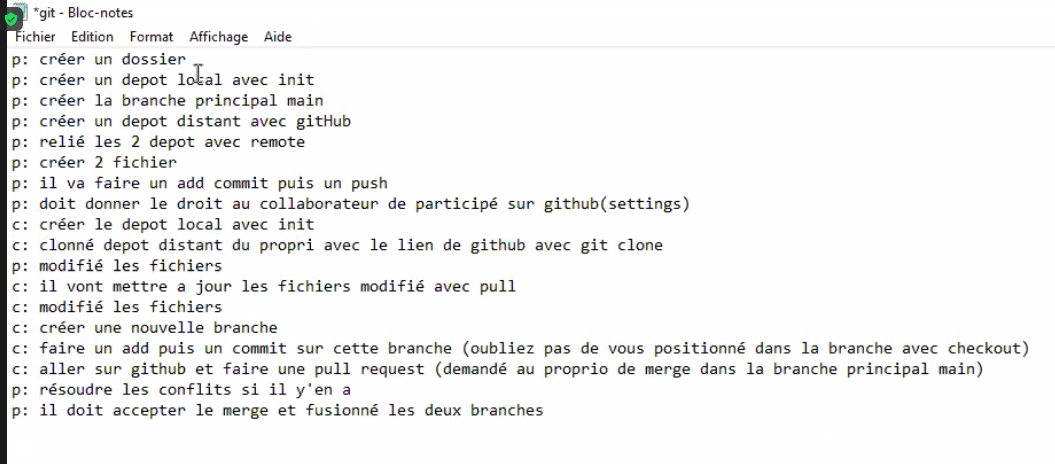 *git - Bloc-notes
Fichier Edition Format Affichage Aide
p: créer un dossier
p: créer un depot local avec init
p: créer la branche principal main
p: créer un depot distant avec gitHub
p: relié les 2 depot avec remote
p: créer 2 fichier
p: il va faire un add commit puis un push
p: doit donner le droit au collaborateur de participé sur github(settings)
c: créer le depot local avec init
c: clonné depot distant du propri avec le lien de github avec git clone
p: modifié les fichiers
c: il vont mettre a jour les fichiers modifié avec pull
c: modifié les fichiers
c: créer une nouvelle branche
c: faire un add puis un commit sur cette branche (oubliez pas de vous positionné dans la branche avec checkout)
c: aller sur github et faire une pull request (demandé au proprio de merge dans la branche principal main)
p: résoudre les conflits si il y'en a
p: il doit accepter le merge et fusionné les deux branches